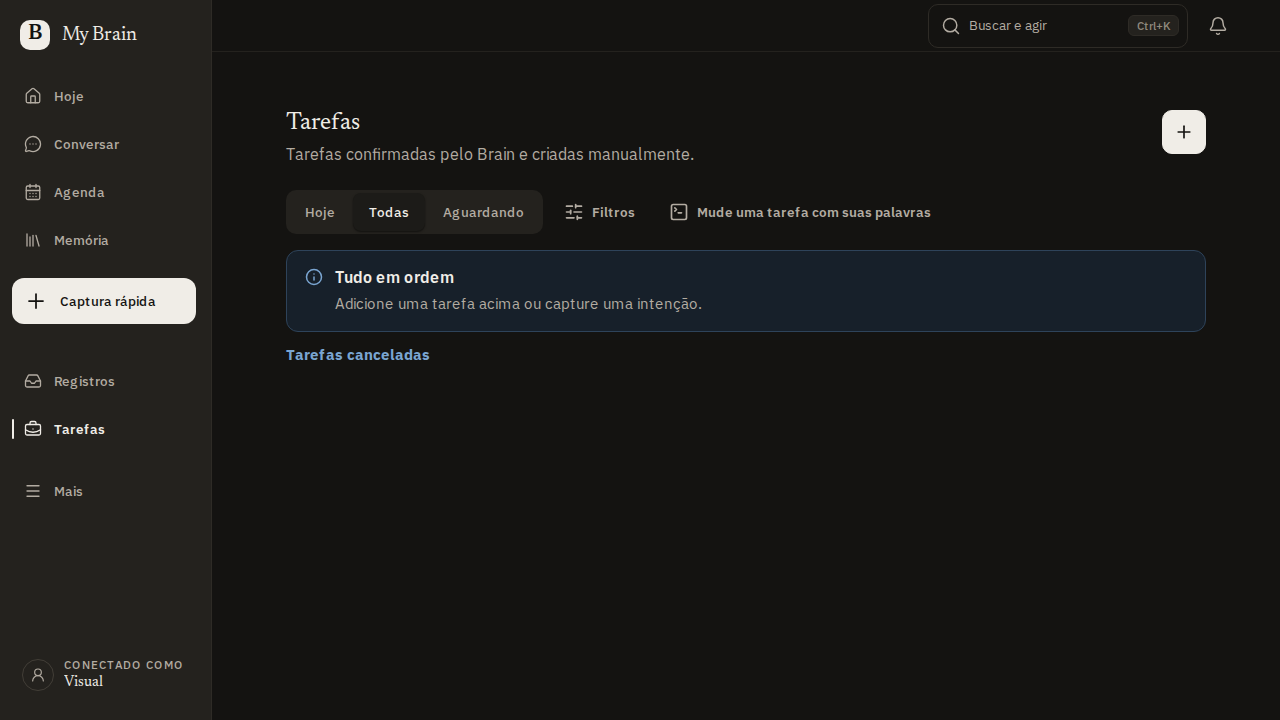 B My Brain
Buscar e agir Ctrl+K
Hoje
Conversar
Agenda
Memória
Captura rápida
Registros
Tarefas
Mais
CONECTADO COMO
Visual
Tarefas
Tarefas confirmadas pelo Brain e criadas manualmente.
Hoje Todas Aguardando Filtros Mude uma tarefa com suas palavras
Tudo em ordem
Adicione uma tarefa acima ou capture uma intenção.
Tarefas canceladas